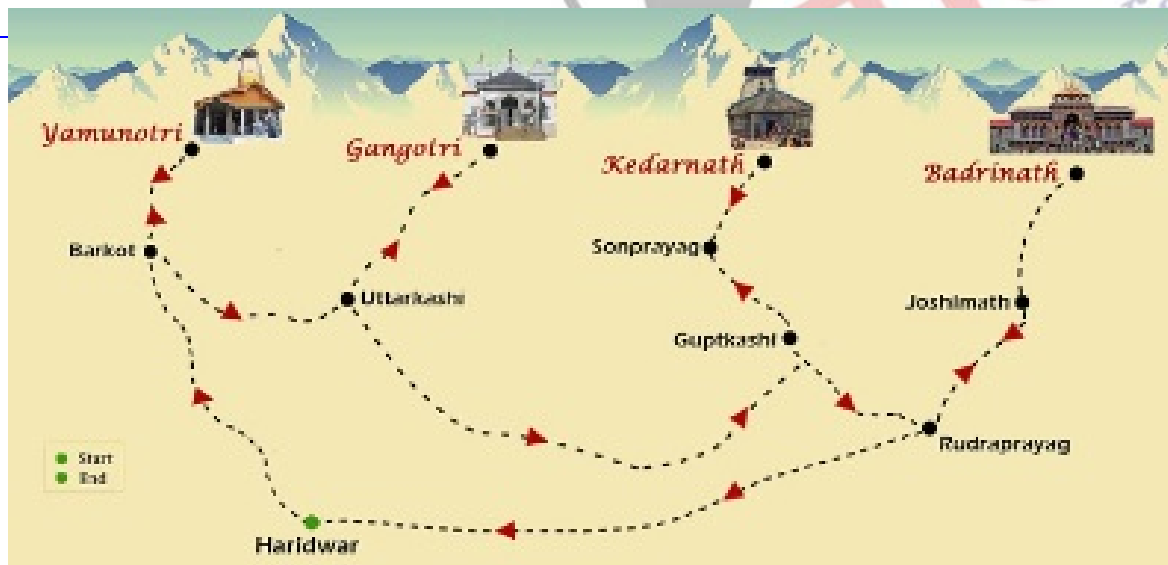 Yamunotri
Gangotri
Kedarnath
Badrinath
Barkot
Uttarkashi
Sonprayag
Joshimath
Guptkashi
Rudraprayag
Start
End
Haridwar